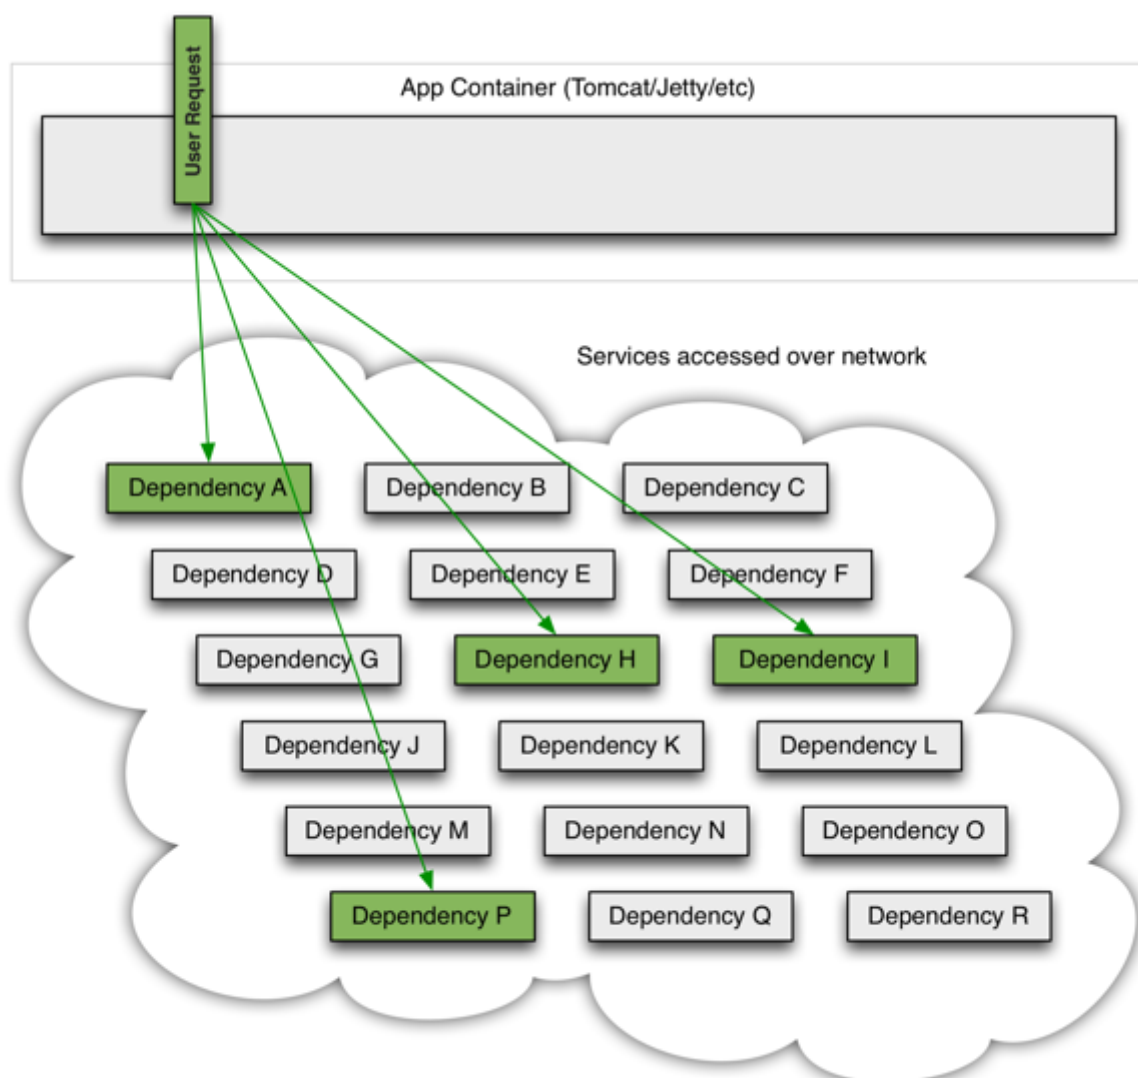 User Request
App Container (Tomcat/Jetty/etc)
Services accessed over network
Dependency A
Dependency B
Dependency C
Dependency D
Dependency E
Dependency F
Dependency G
Dependency H
Dependency I
Dependency J
Dependency K
Dependency L
Dependency M
Dependency N
Dependency O
Dependency P
Dependency Q
Dependency R